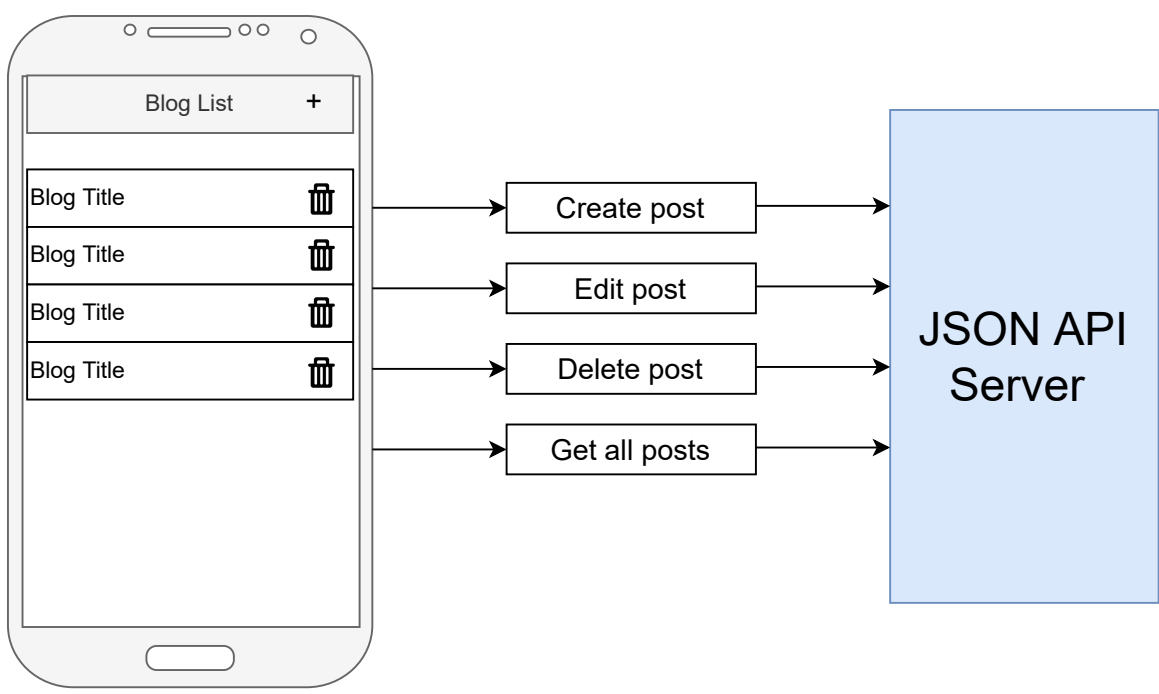 Blog List +
Blog Title
Blog Title
Blog Title
Blog Title
Create post
Edit post
Delete post
Get all posts
JSON API
Server